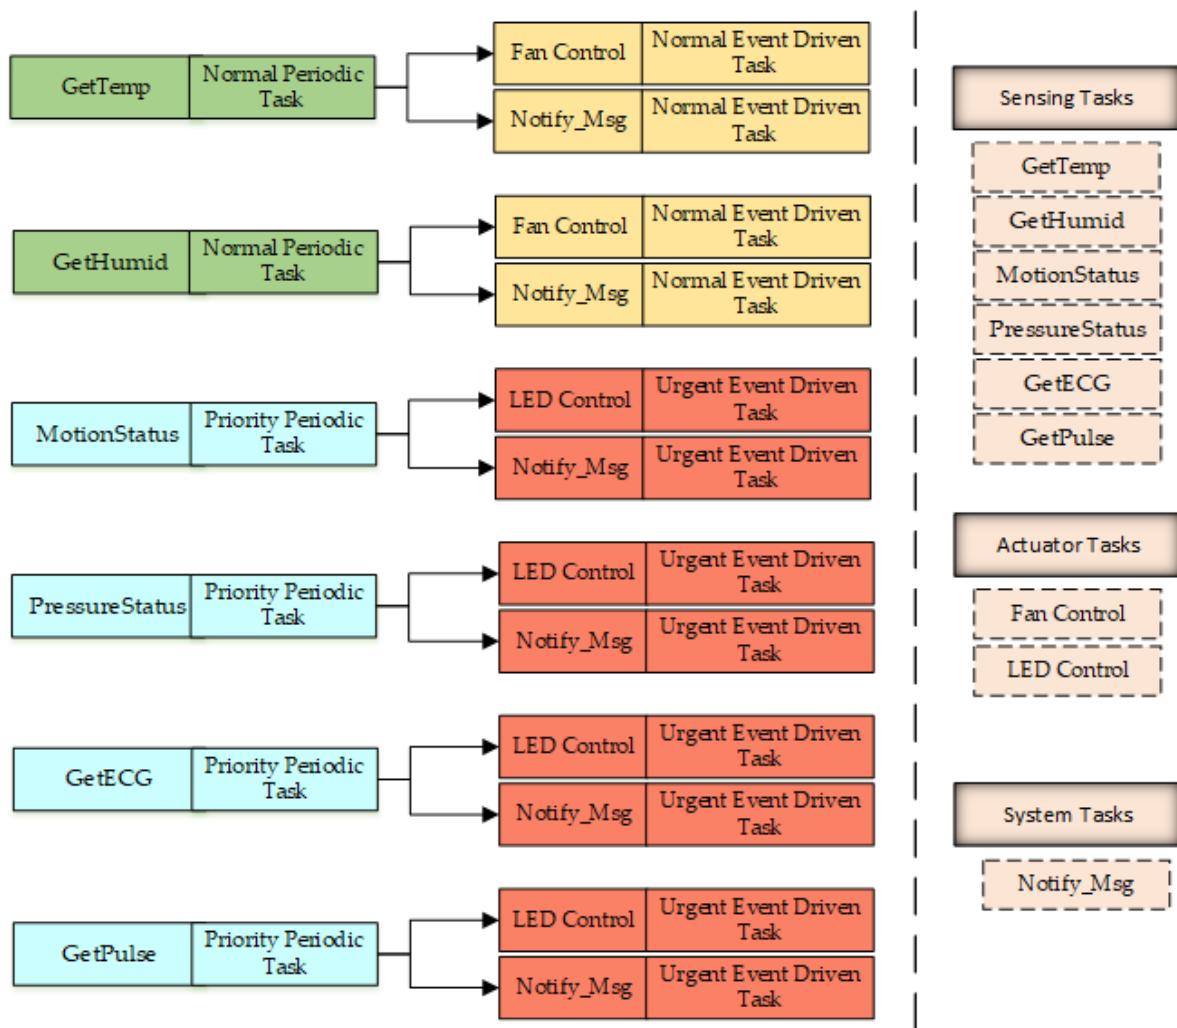 GetTemp
Normal Periodic
Task
Fan Control
Normal Event Driven
Task
Notify_Msg
Normal Event Driven
Task
GetHumid
Normal Periodic
Task
Fan Control
Normal Event Driven
Task
Notify_Msg
Normal Event Driven
Task
MotionStatus
Priority Periodic
Task
LED Control
Urgent Event Driven
Task
Notify_Msg
Urgent Event Driven
Task
PressureStatus
Priority Periodic
Task
LED Control
Urgent Event Driven
Task
Notify_Msg
Urgent Event Driven
Task
GetECG
Priority Periodic
Task
LED Control
Urgent Event Driven
Task
Notify_Msg
Urgent Event Driven
Task
GetPulse
Priority Periodic
Task
LED Control
Urgent Event Driven
Task
Notify_Msg
Urgent Event Driven
Task
Sensing Tasks
GetTemp
GetHumid
MotionStatus
PressureStatus
GetECG
GetPulse
Actuator Tasks
Fan Control
LED Control
System Tasks
Notify_Msg